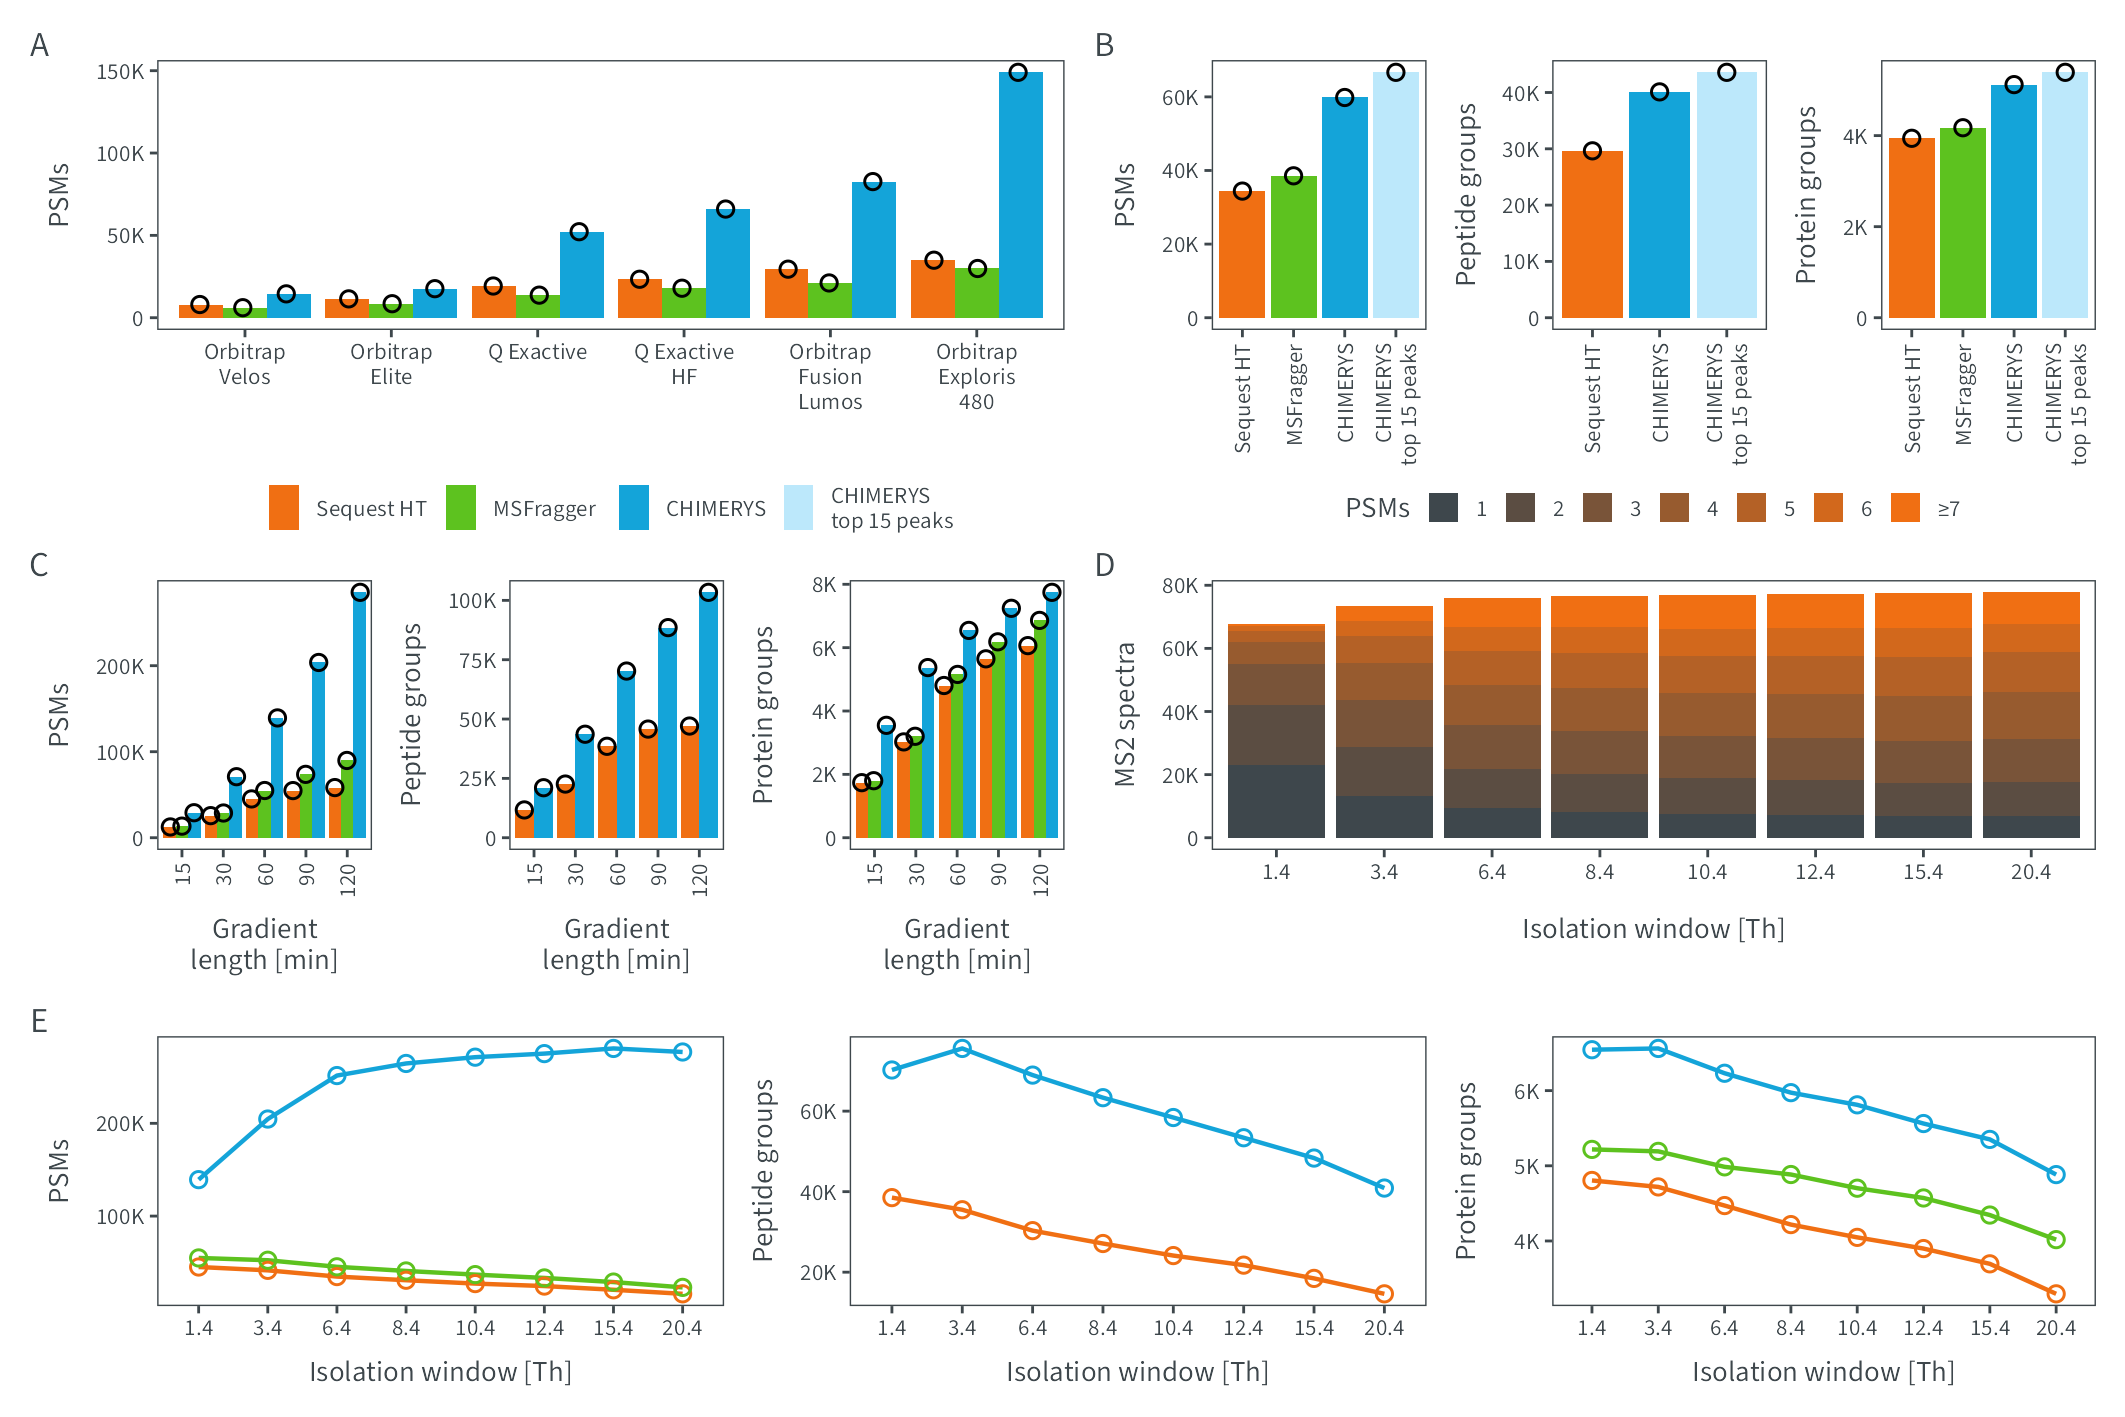 A
PSMs
150K
100K
50K
0
Orbitrap
Velos
Orbitrap
Elite
Q Exactive
Q Exactive
HF
Orbitrap
Fusion
Lumos
Orbitrap
Exploris
480
B
PSMs
60K
40K
20K
0
Sequest HT
MSFragger
CHIMERYS
CHIMERYS
top 15 peaks
Peptide groups
40K
30K
20K
10K
0
Sequest HT
CHIMERYS
CHIMERYS
top 15 peaks
Protein groups
4K
2K
0
Sequest HT
MSFragger
CHIMERYS
CHIMERYS
top 15 peaks
Sequest HT
MSFragger
CHIMERYS
CHIMERYS
top 15 peaks
PSMs 1 2 3 4 5 6 ≥7
C
PSMs
200K
100K
0
15 30 60 90 120
Gradient
length [min]
Peptide groups
100K
75K
50K
25K
0
15 30 60 90 120
Gradient
length [min]
Protein groups
8K
6K
4K
2K
0
15 30 60 90 120
Gradient
length [min]
D
MS2 spectra
80K
60K
40K
20K
0
1.4 3.4 6.4 8.4 10.4 12.4 15.4 20.4
Isolation window [Th]
E
PSMs
200K
100K
1.4 3.4 6.4 8.4 10.4 12.4 15.4 20.4
Isolation window [Th]
Peptide groups
60K
40K
20K
1.4 3.4 6.4 8.4 10.4 12.4 15.4 20.4
Isolation window [Th]
Protein groups
6K
5K
4K
1.4 3.4 6.4 8.4 10.4 12.4 15.4 20.4
Isolation window [Th]